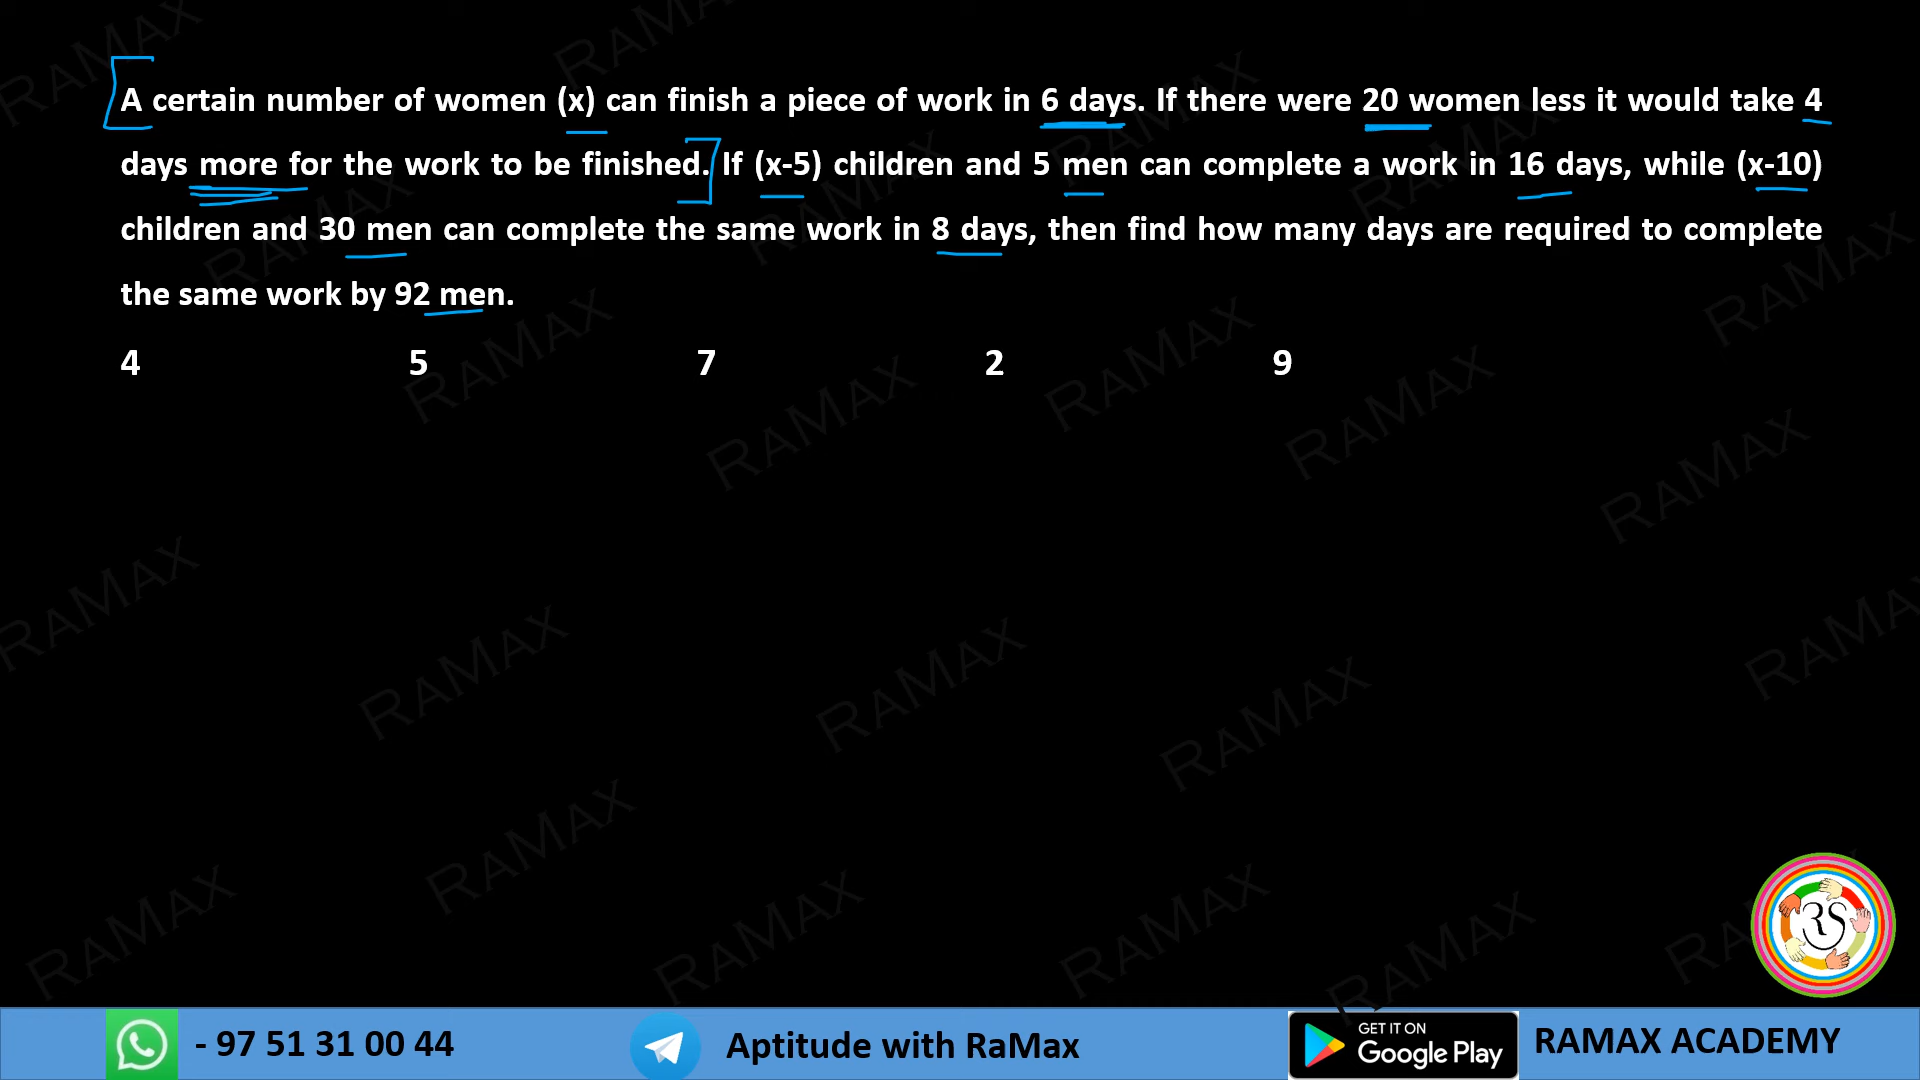 A certain number of women (x) can finish a piece of work in 6 days. If there were 20 women less it would take 4
days more for the work to be finished. If (x-5) children and 5 men can complete a work in 16 days, while (x-10)
children and 30 men can complete the same work in 8 days, then find how many days are required to complete
the same work by 92 men.
4 5 7 2 9
- 97 51 31 00 44 Aptitude with RaMax GET IT ON Google Play RAMAX ACADEMY